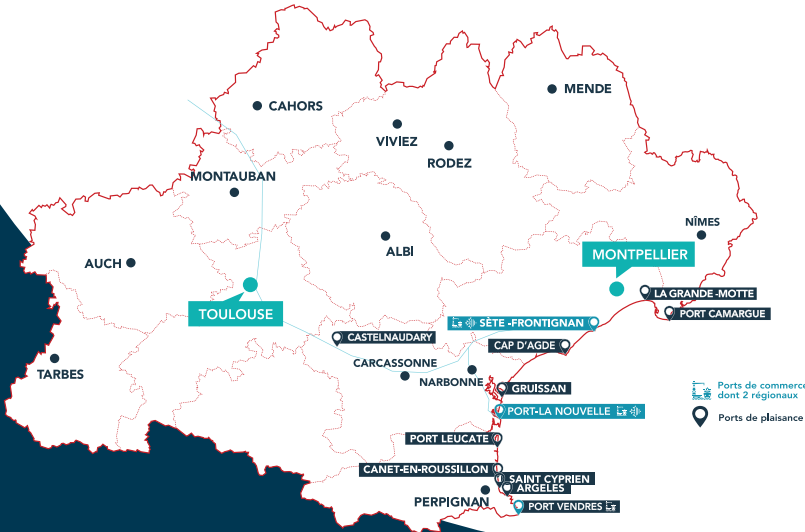 MENDE
CAHORS
VIVIEZ
RODEZ
MONTAUBAN
NÎMES
ALBI
MONTPELLIER
AUCH
LA GRANDE-MOTTE
TOULOUSE
PORT CAMARGUE
SÈTE-FRONTIGNAN
CASTELNAUDARY
CAP D'AGDE
CARCASSONNE
TARBES
NARBONNE
GRUISSAN
Ports de commerce
dont 2 régionaux
PORT-LA NOUVELLE
Ports de plaisance
PORT LEUCATE
CANET-EN-ROUSSILLON
SAINT CYPRIEN
ARGELES
PERPIGNAN
PORT VENDRES